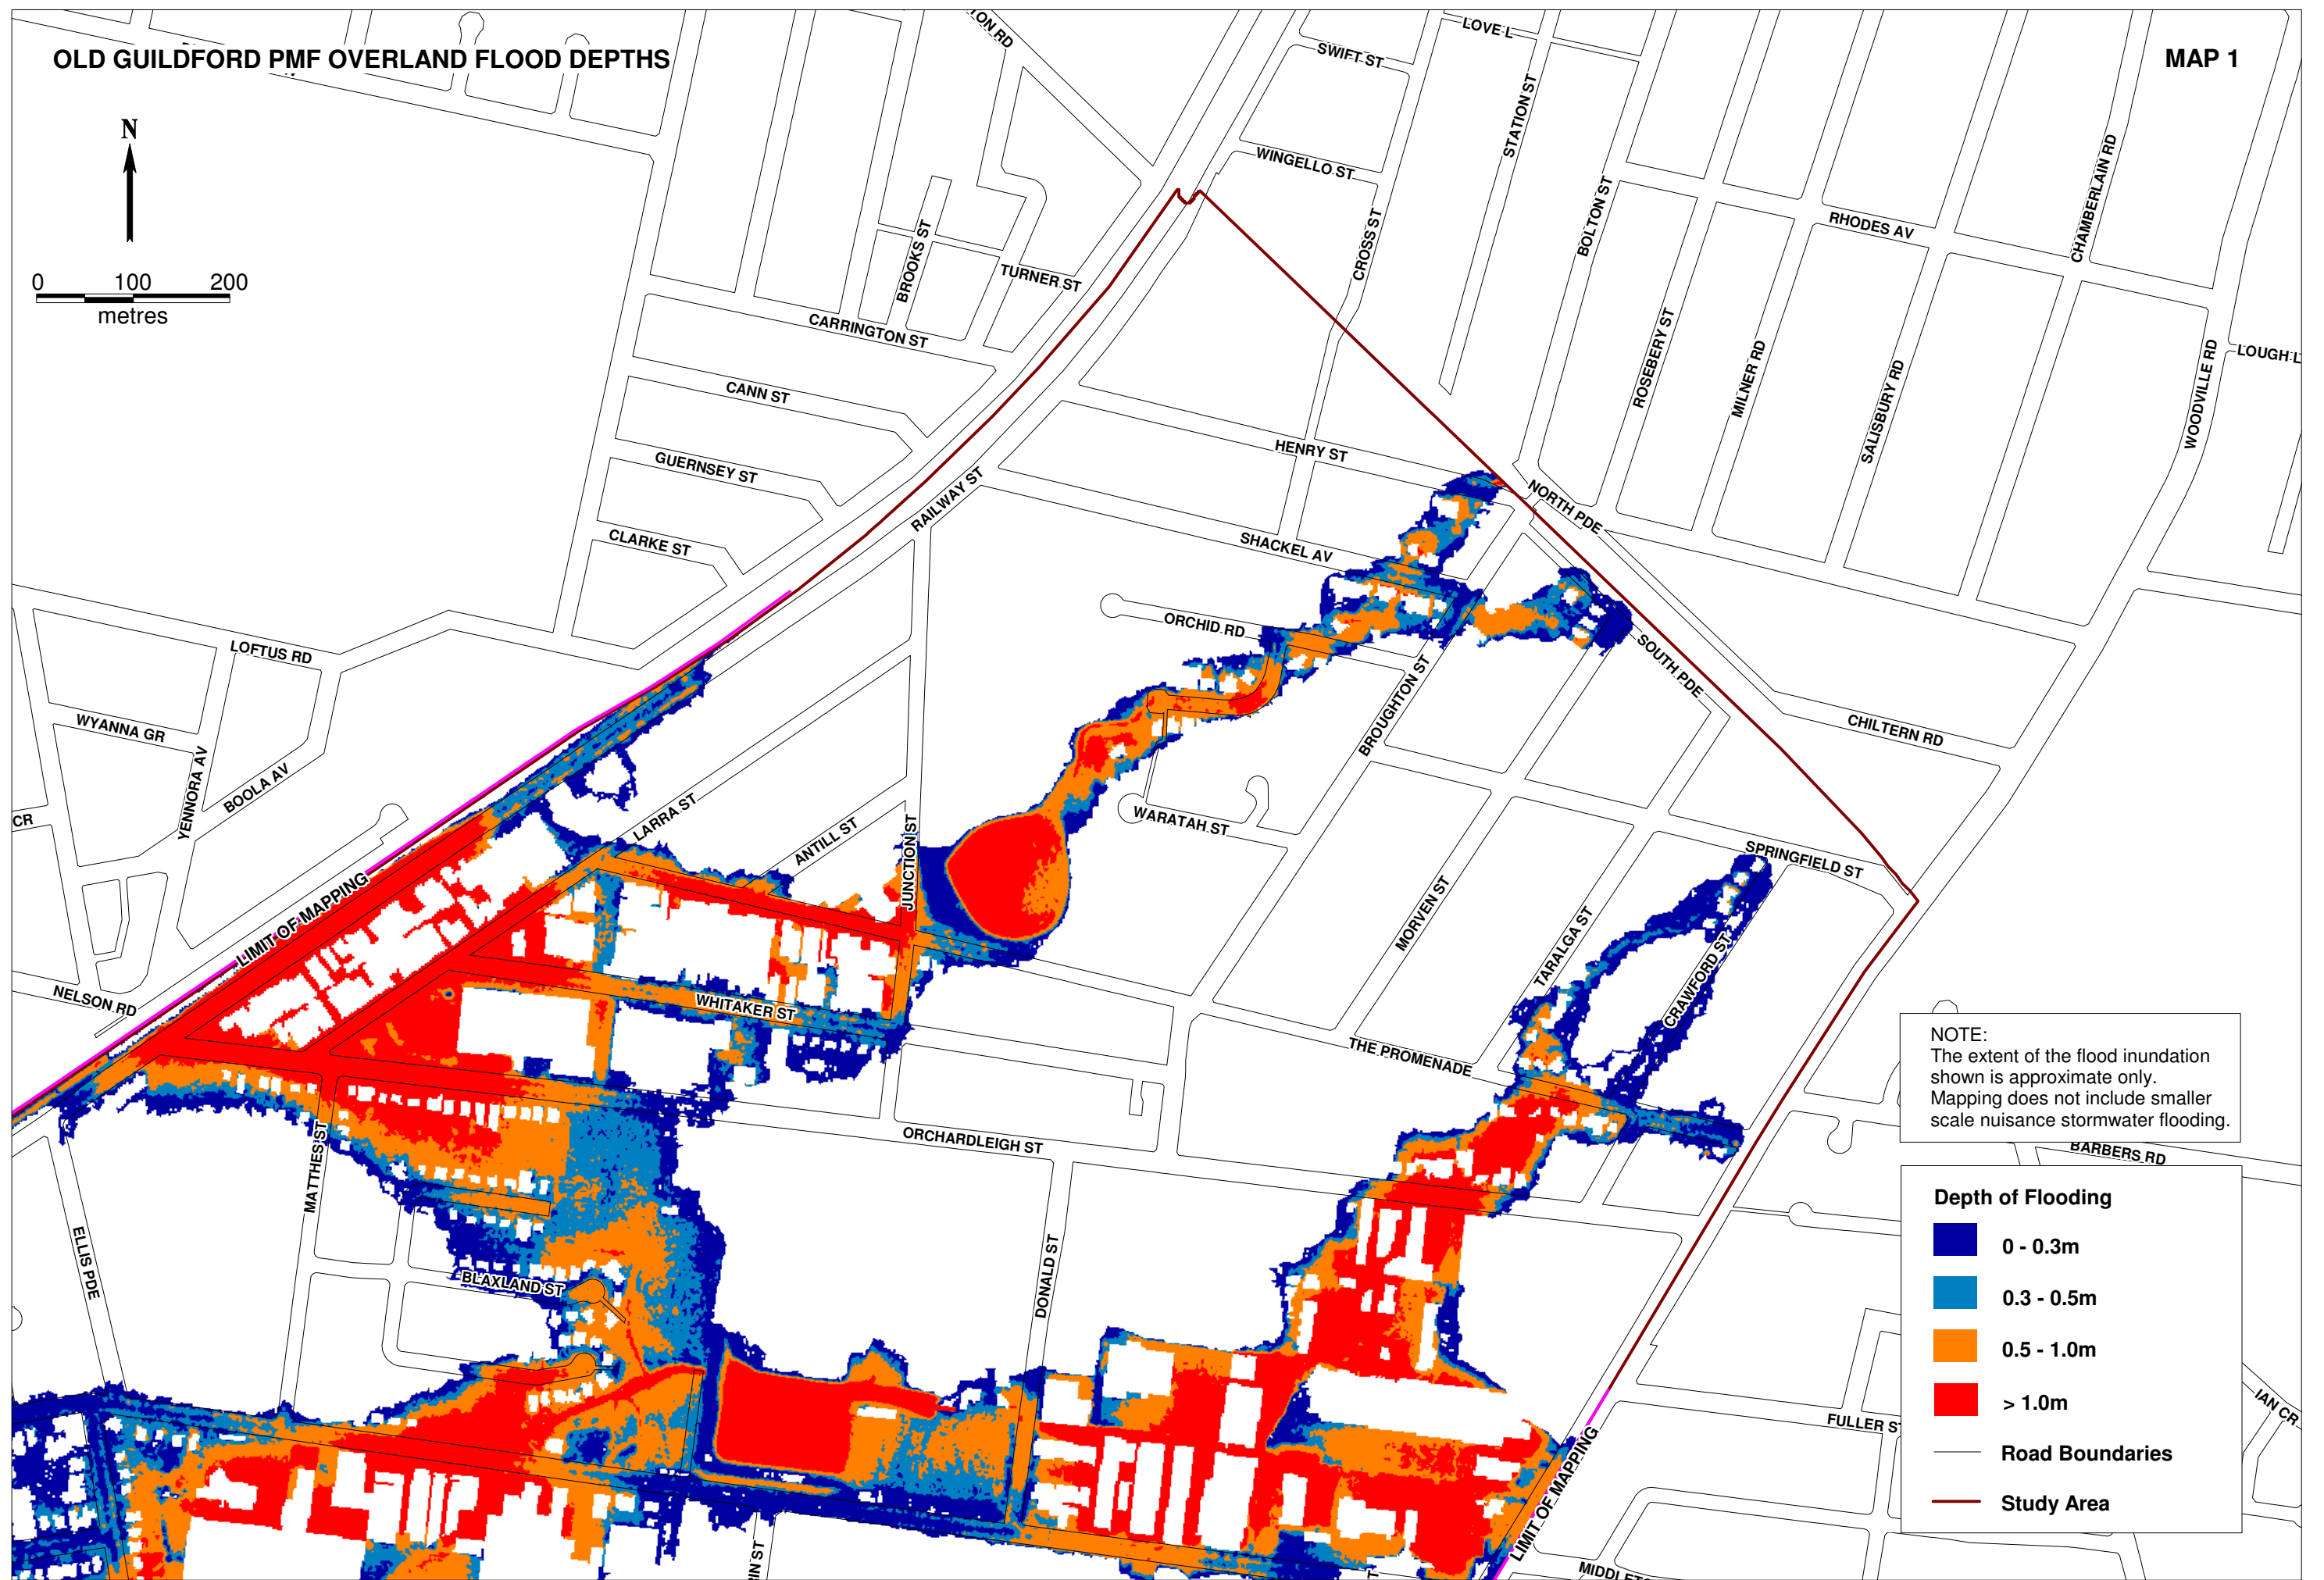 OLD GUILDFORD PMF OVERLAND FLOOD DEPTHS
MAP 1
N
0 100 200
metres
TON RD
SWIFT ST
LOVE L
STATION ST
WINGELLO ST
CROSS ST
BOLTON ST
RHODES AV
CHAMBERLAIN RD
BROOKS ST
TURNER ST
CARRINGTON ST
CANN ST
GUERNSEY ST
CLARKE ST
RAILWAY ST
HENRY ST
SHACKEL AV
NORTH PDE
ROSEBERY ST
MILNER RD
SALISBURY RD
WOODVILLE RD
LOUGH L
ORCHID RD
BROUGHTON ST
SOUTH PDE
CHILTERN RD
LOFTUS RD
WYANNA GR
YENNORA AV
BOOLA AV
CR
LARRA ST
ANTILL ST
JUNCTION ST
WARATAH ST
SPRINGFIELD ST
MORVEN ST
TARALGA ST
CRAWFORD ST
LIMIT OF MAPPING
NELSON RD
WHITAKER ST
THE PROMENADE
ORCHARDLEIGH ST
MATTHES ST
ELLIS PDE
BLAXLAND ST
DONALD ST
BARBERS RD
FULLER ST
IAN CR
LIMIT OF MAPPING
RIN ST
T
MIDDLETO
NOTE:
The extent of the flood inundation
shown is approximate only.
Mapping does not include smaller
scale nuisance stormwater flooding.
Depth of Flooding
0 - 0.3m
0.3 - 0.5m
0.5 - 1.0m
> 1.0m
Road Boundaries
Study Area